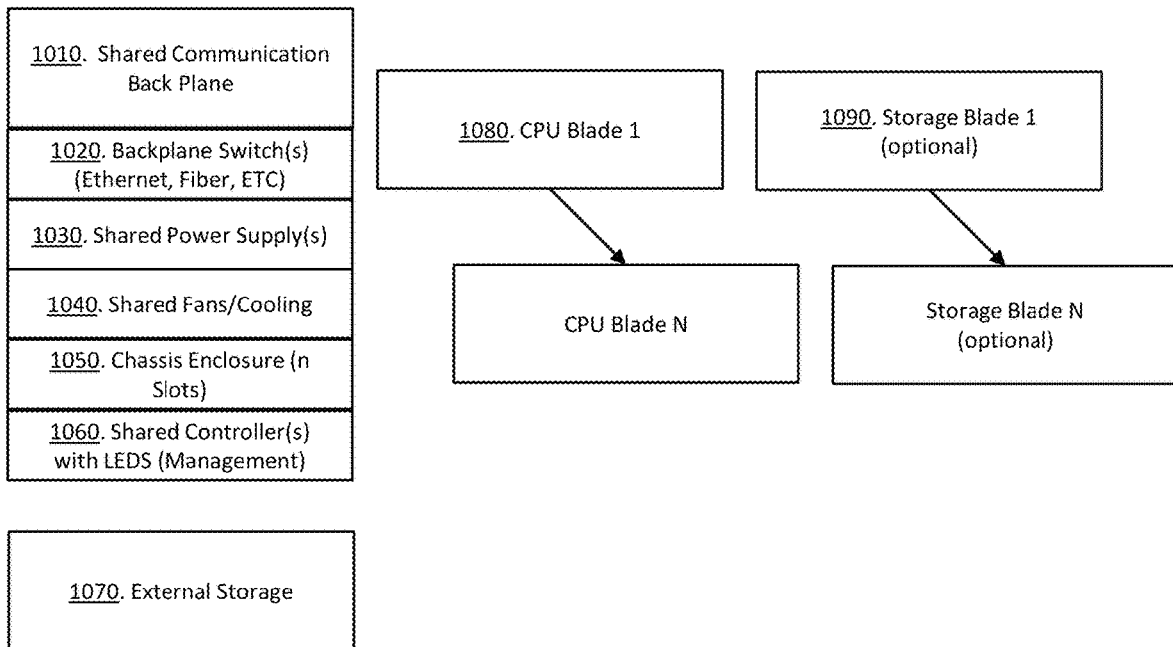 1010. Shared Communication
Back Plane
1020. Backplane Switch(s)
(Ethernet, Fiber, ETC)
1030. Shared Power Supply(s)
1040. Shared Fans/Cooling
1050. Chassis Enclosure (n
Slots)
1060. Shared Controller(s)
with LEDS (Management)
1070. External Storage
1080. CPU Blade 1
CPU Blade N
1090. Storage Blade 1
(optional)
Storage Blade N
(optional)